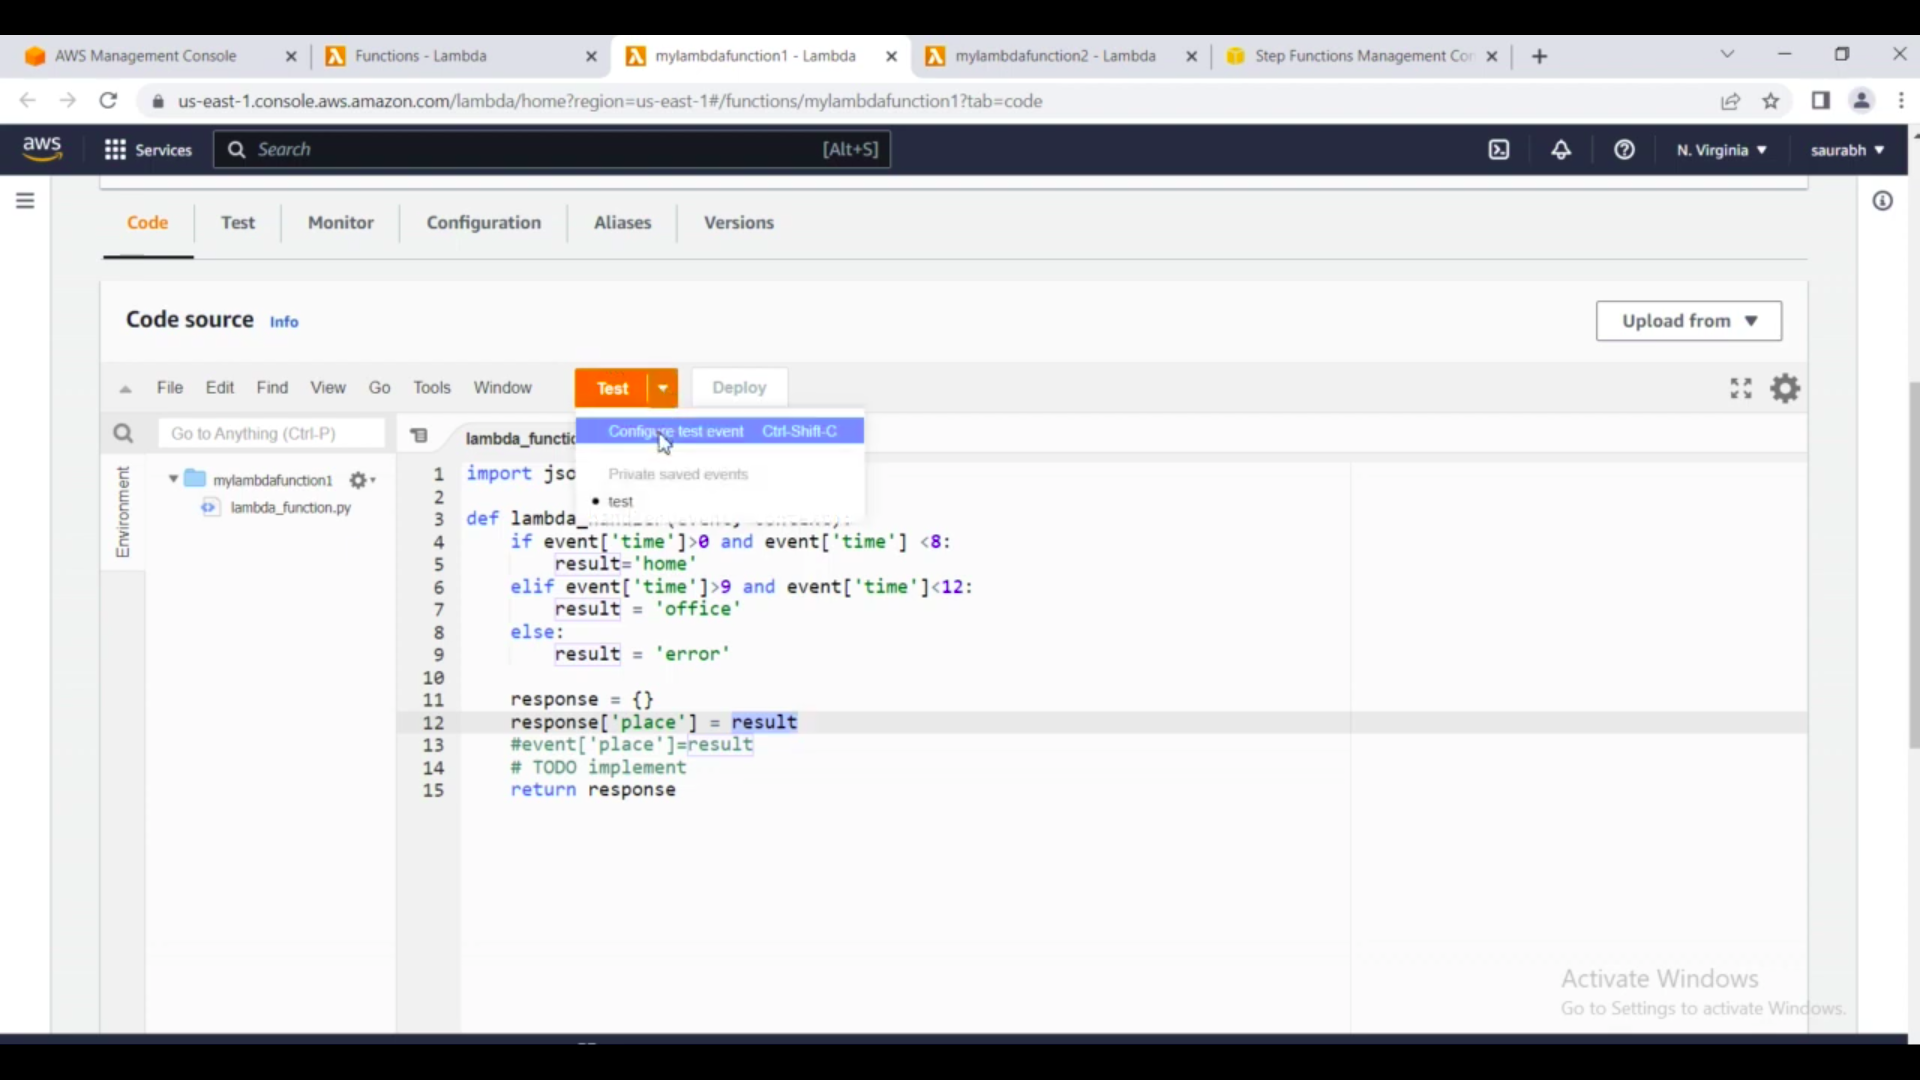 AWS Management Console
Functions - Lambda
mylambdafunction1 - Lambda
mylambdafunction2 - Lambda
Step Functions Management Con
us-east-1.console.aws.amazon.com/lambda/home?region=us-east-1#/functions/mylambdafunction1?tab=code
aws
Services
Search
[Alt+S]
N. Virginia
saurabh
Code
Test
Monitor
Configuration
Aliases
Versions
Code source
Info
Upload from
File
Edit
Find
View
Go
Tools
Window
Test
Deploy
Go to Anything (Ctrl-P)
lambda_functio
Configure test event Ctrl-Shift-C
Private saved events
test
Environment
mylambdafunction1
lambda_function.py
1 import jso
2
3 def lambda_
4 if event['time']>0 and event['time'] <8:
5 result='home'
6 elif event['time']>9 and event['time']<12:
7 result = 'office'
8 else:
9 result = 'error'
10
11 response = {}
12 response['place'] = result
13 #event['place']=result
14 # TODO implement
15 return response
Activate Windows
Go to Settings to activate Windows.